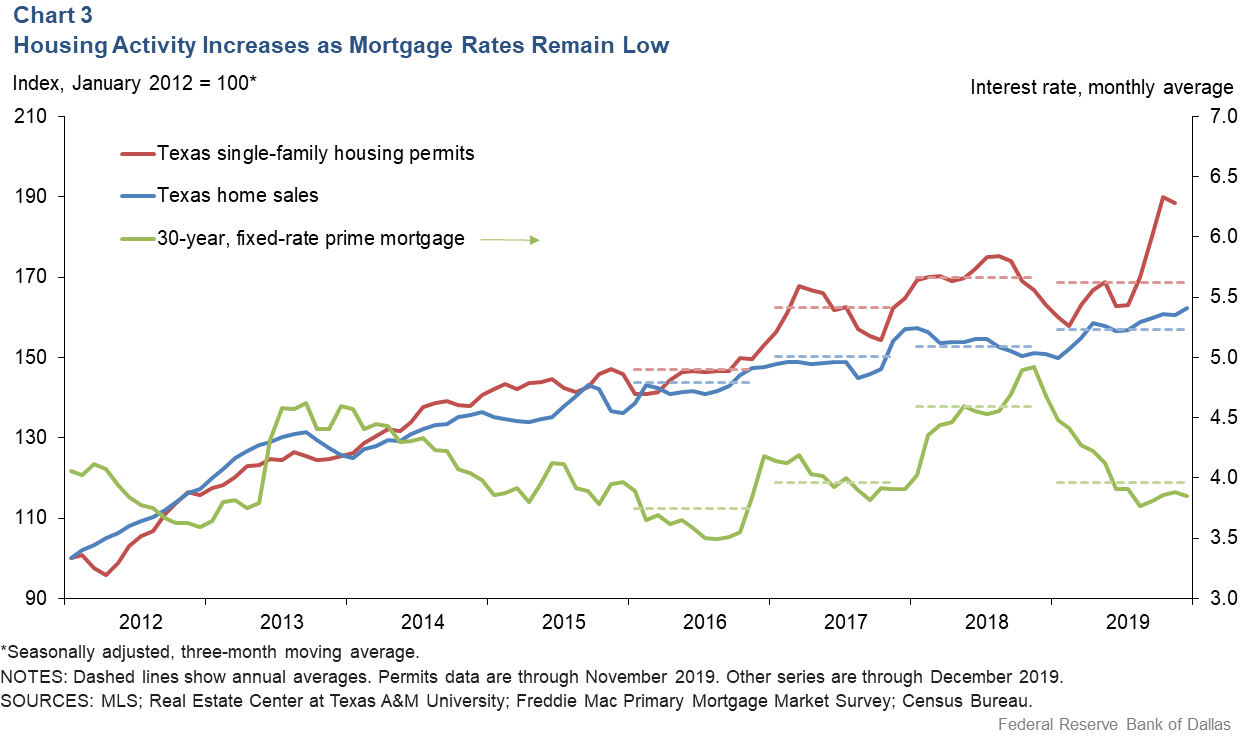 Chart 3
Housing Activity Increases as Mortgage Rates Remain Low
Index, January 2012 = 100*
Interest rate, monthly average
210
190
170
150
130
110
90
7.0
6.5
6.0
5.5
5.0
4.5
4.0
3.5
3.0
Texas single-family housing permits
Texas home sales
30-year, fixed-rate prime mortgage
2012 2013 2014 2015 2016 2017 2018 2019
*Seasonally adjusted, three-month moving average.
NOTES: Dashed lines show annual averages. Permits data are through November 2019. Other series are through December 2019.
SOURCES: MLS; Real Estate Center at Texas A&M University; Freddie Mac Primary Mortgage Market Survey; Census Bureau.
Federal Reserve Bank of Dallas